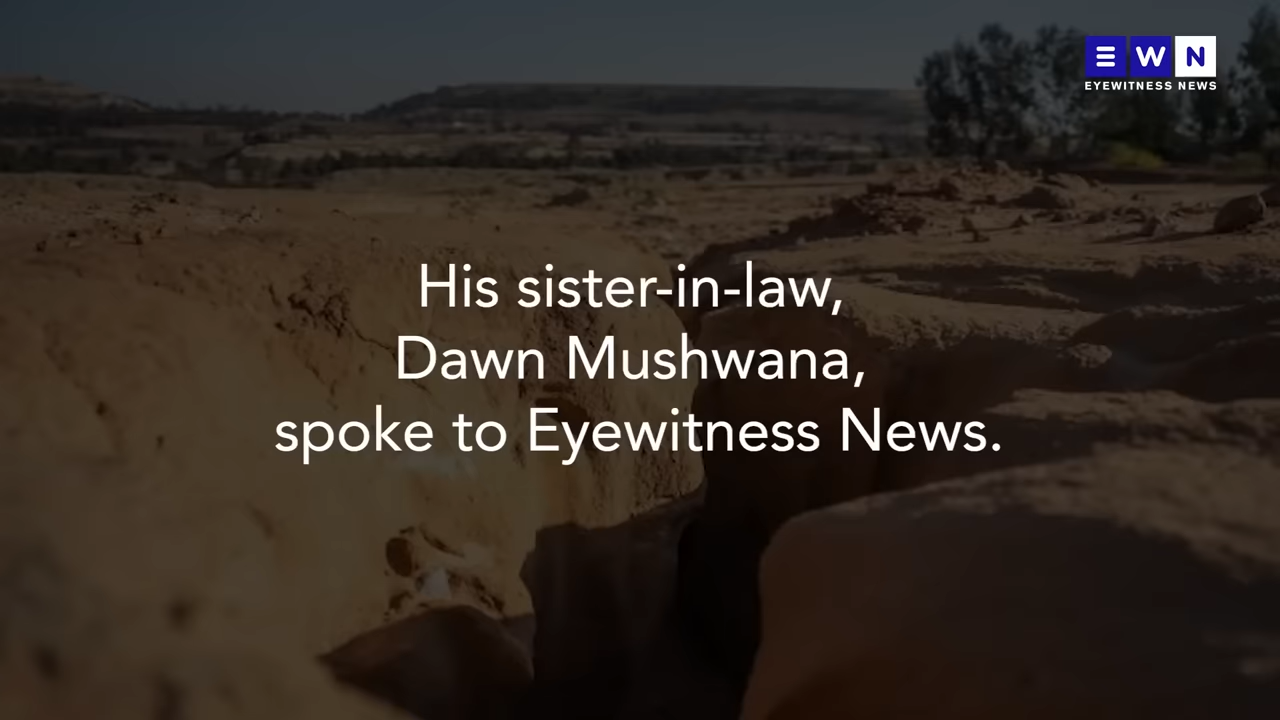 EWN
EYEWITNESS NEWS
His sister-in-law,
Dawn Mushwana,
spoke to Eyewitness News.